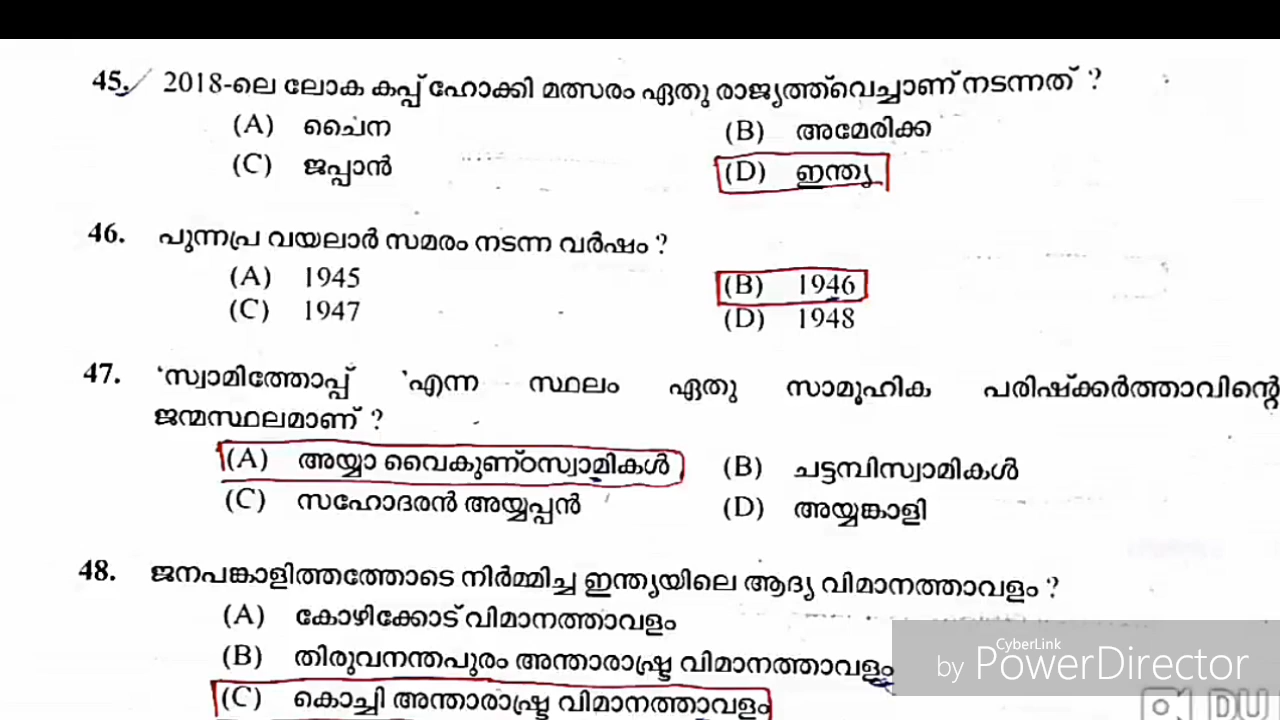 45. 2018-ലെ ലോക കപ്പ് ഹോക്കി മത്സരം ഏതു രാജ്യത്ത്‌വെച്ചാണ് നടന്നത് ?
(A) ചൈന (B) അമേരിക്ക
(C) ജപ്പാൻ (D) ഇന്ത്യ
46. പുന്നപ്ര വയലാർ സമരം നടന്ന വർഷം ?
(A) 1945 (B) 1946
(C) 1947 (D) 1948
47. 'സ്വാമിത്തോപ്പ് 'എന്ന സ്ഥലം ഏതു സാമൂഹിക പരിഷ്ക്കർത്താവിന്റെ
ജന്മസ്ഥലമാണ് ?
(A) അയ്യാ വൈകുണ്ഠസ്വാമികൾ (B) ചട്ടമ്പിസ്വാമികൾ
(C) സഹോദരൻ അയ്യപ്പൻ (D) അയ്യങ്കാളി
48. ജനപങ്കാളിത്തത്തോടെ നിർമ്മിച്ച ഇന്ത്യയിലെ ആദ്യ വിമാനത്താവളം ?
(A) കോഴിക്കോട് വിമാനത്താവളം
(B) തിരുവനന്തപുരം അന്താരാഷ്ട്ര വിമാനത്താവളം
(C) കൊച്ചി അന്താരാഷ്ട്ര വിമാനത്താവളം
CyberLink
by PowerDirector